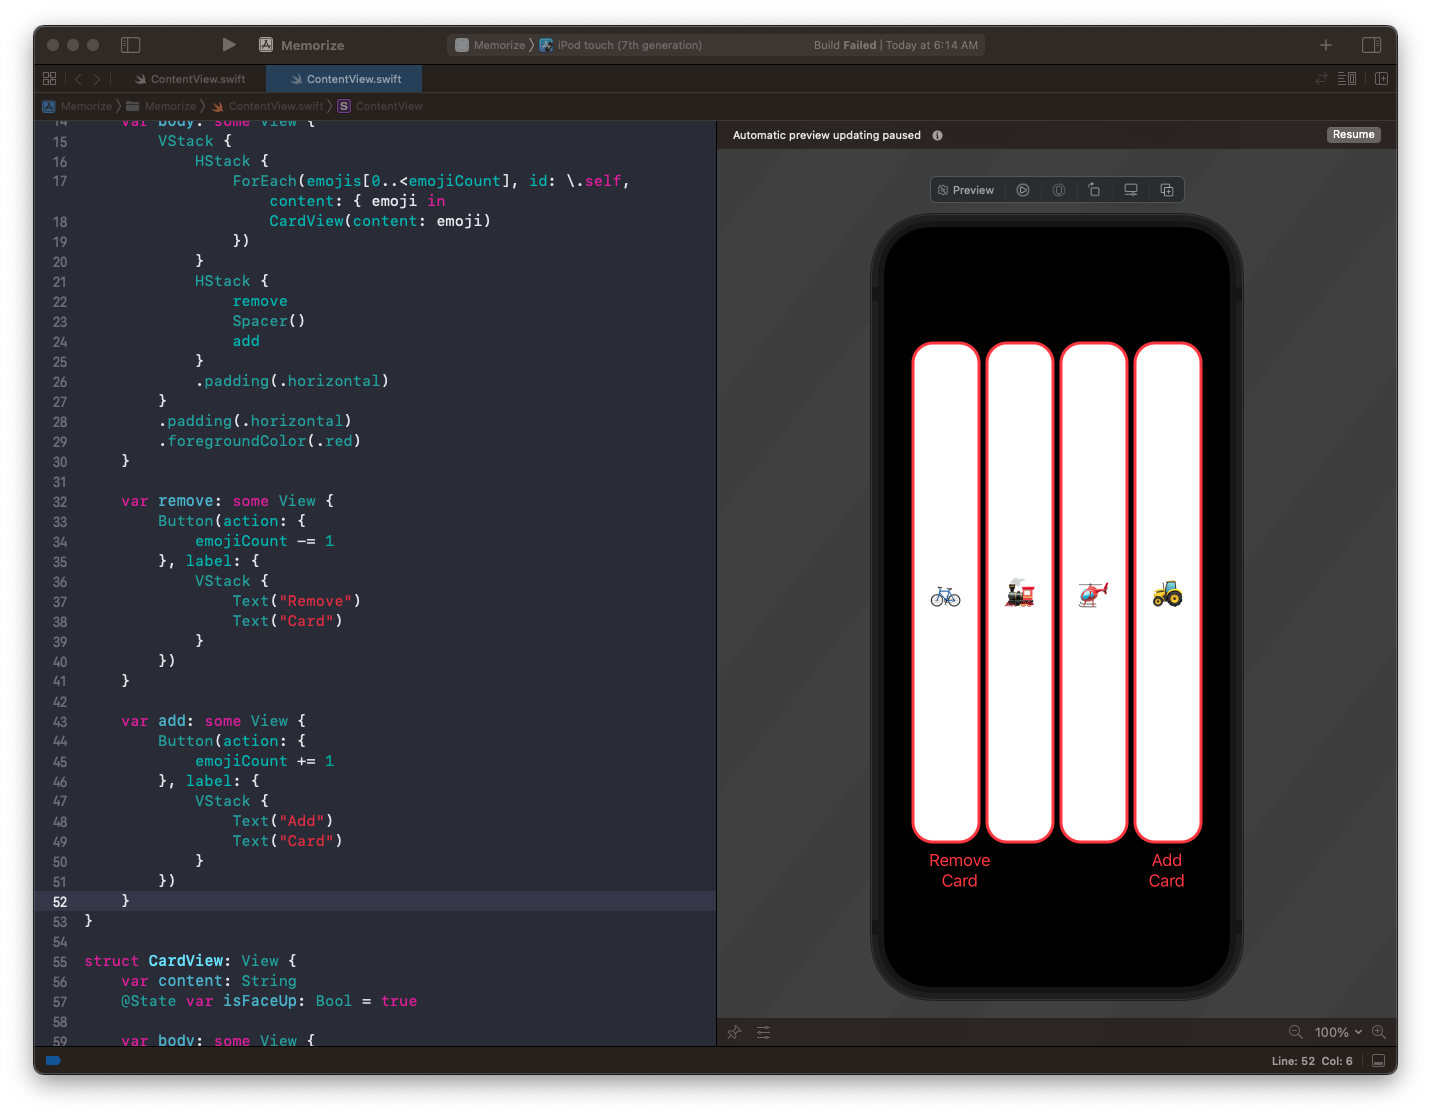 Memorize
Memorize 〉 iPod touch (7th generation)
Build Failed | Today at 6:14 AM
ContentView.swift
ContentView.swift
Memorize 〉 Memorize 〉 ContentView.swift 〉 S ContentView
14 var body: some View {
15 VStack {
16 HStack {
17 ForEach(emojis[0..<emojiCount], id: \.self,
content: { emoji in
18 CardView(content: emoji)
19 })
20 }
21 HStack {
22 remove
23 Spacer()
24 add
25 }
26 .padding(.horizontal)
27 }
28 .padding(.horizontal)
29 .foregroundColor(.red)
30 }
31
32 var remove: some View {
33 Button(action: {
34 emojiCount -= 1
35 }, label: {
36 VStack {
37 Text("Remove")
38 Text("Card")
39 }
40 })
41 }
42
43 var add: some View {
44 Button(action: {
45 emojiCount += 1
46 }, label: {
47 VStack {
48 Text("Add")
49 Text("Card")
50 }
51 })
52 }
53 }
54
55 struct CardView: View {
56 var content: String
57 @State var isFaceUp: Bool = true
58
59 var body: some View {
Automatic preview updating paused
Resume
Preview
Remove
Card
Add
Card
100%
Line: 52 Col: 6